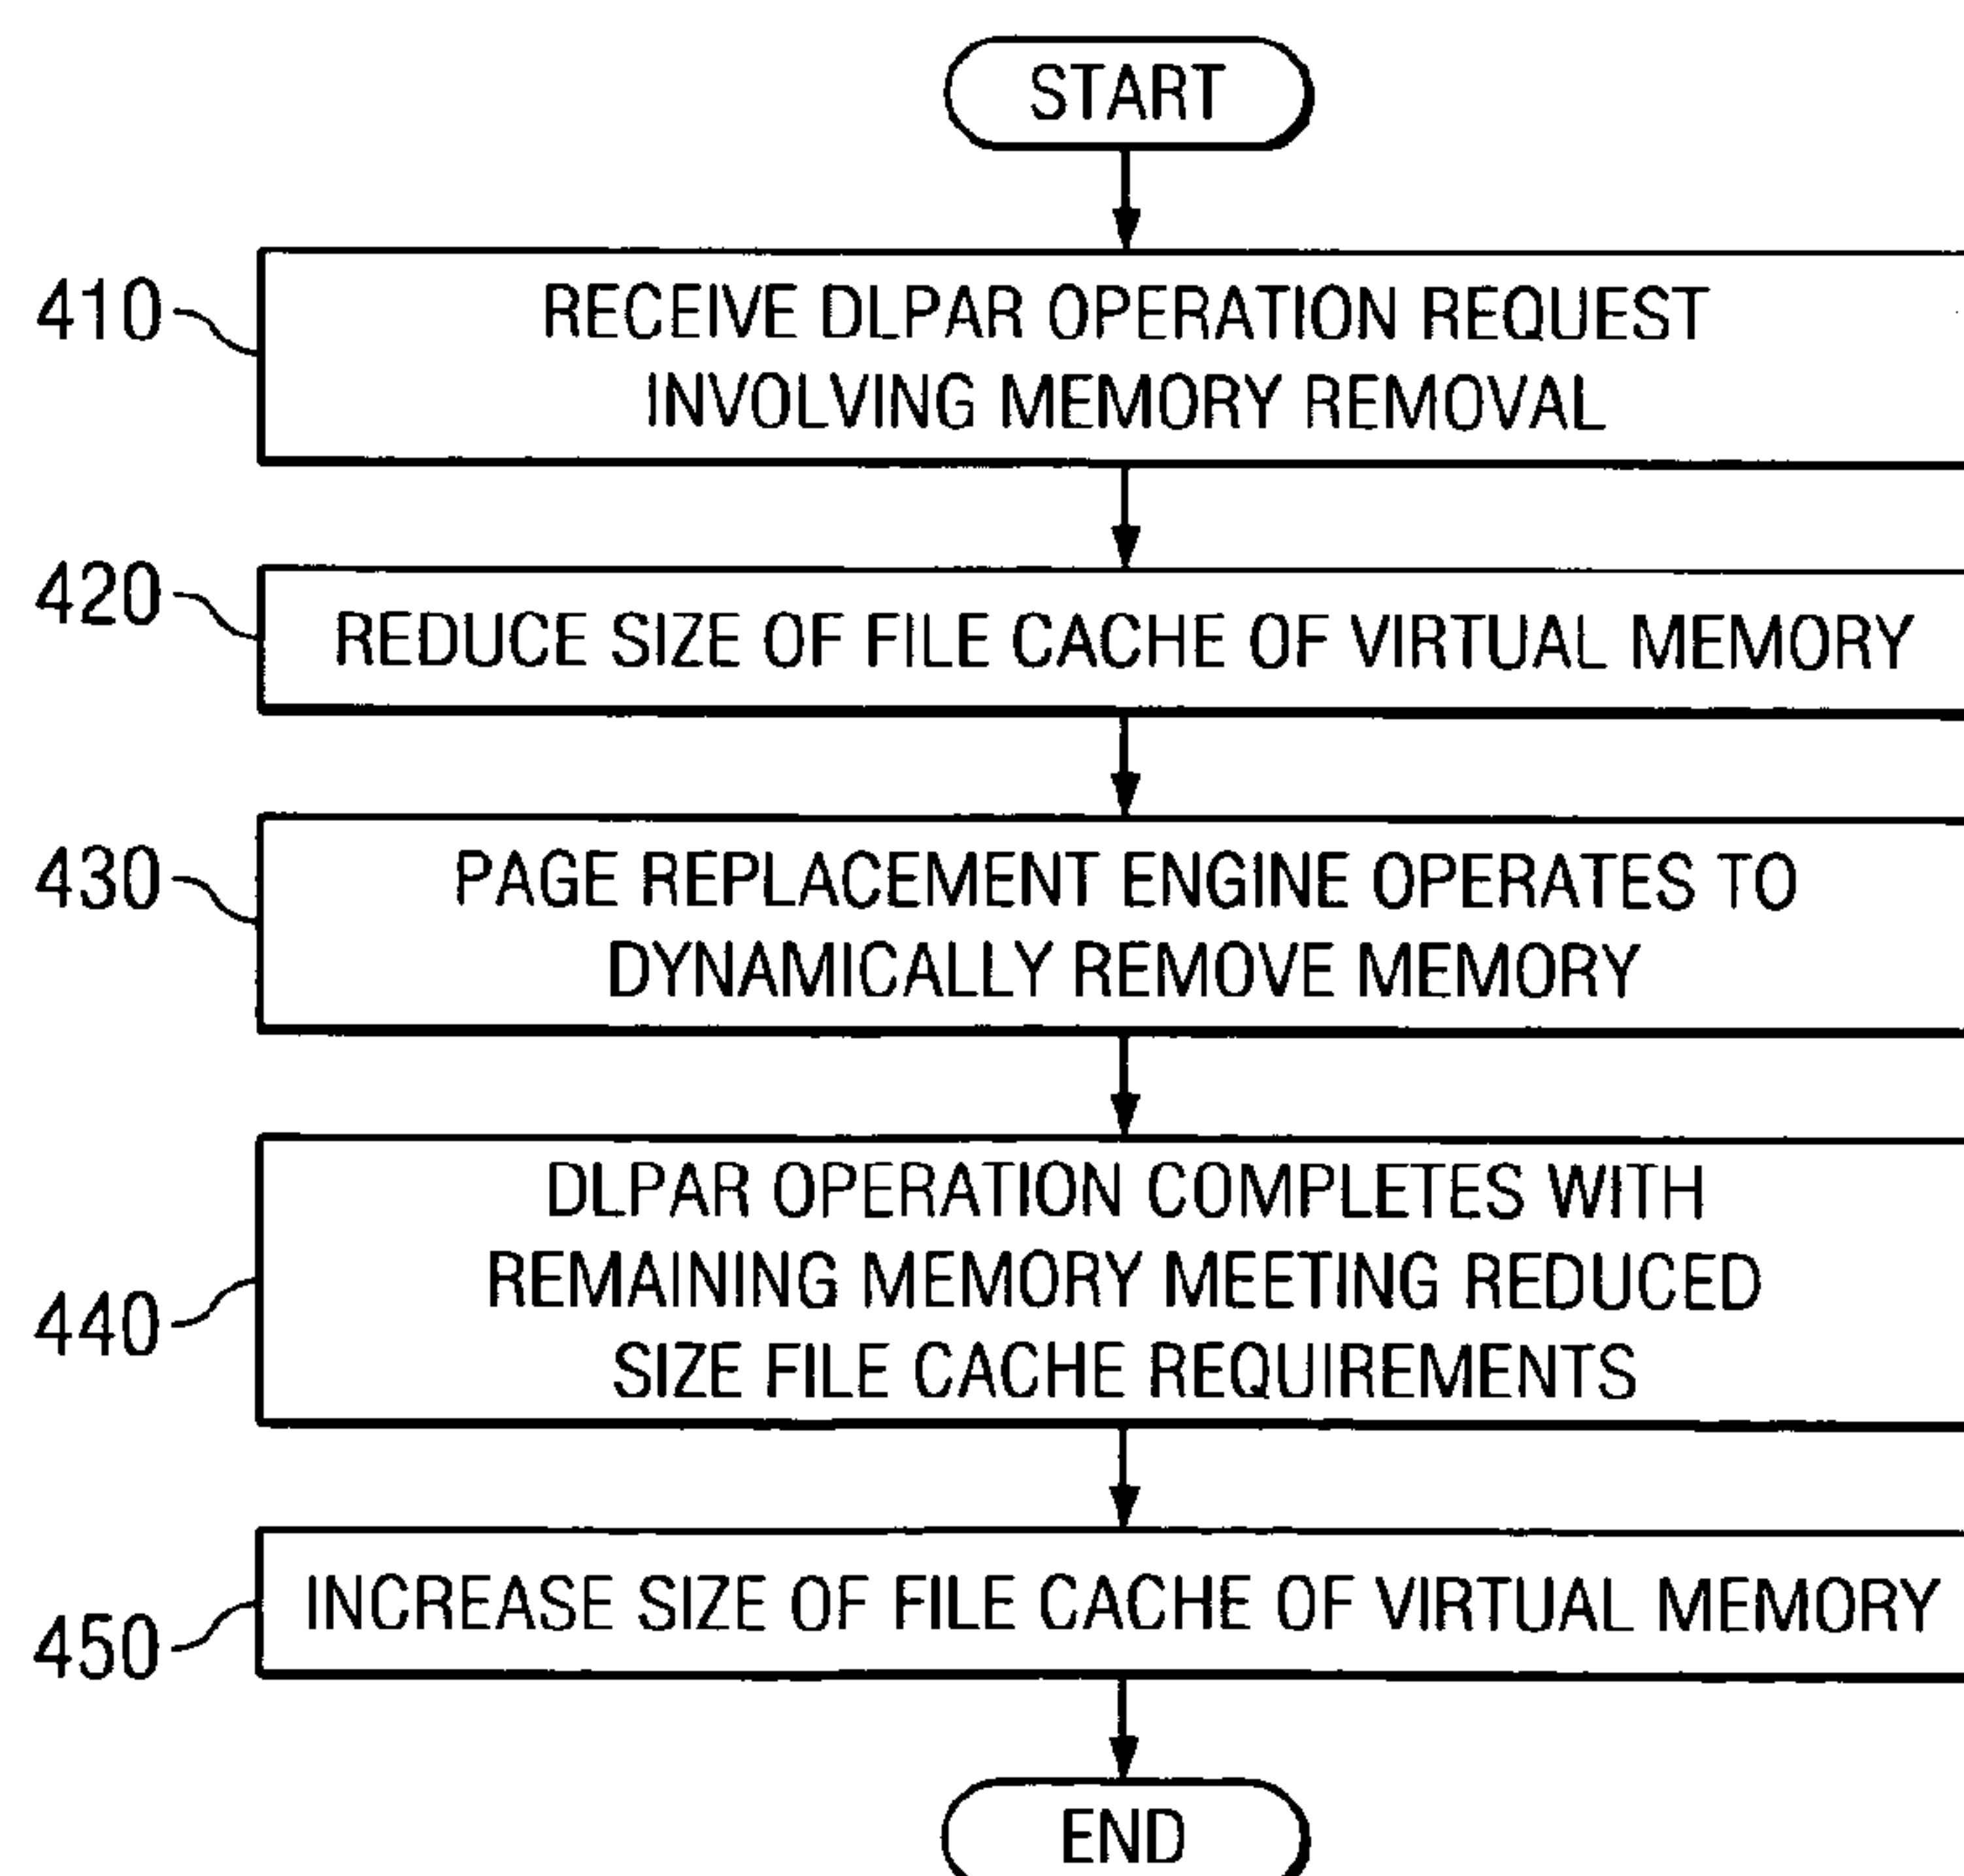 START
410
RECEIVE DLPAR OPERATION REQUEST
INVOLVING MEMORY REMOVAL
420
REDUCE SIZE OF FILE CACHE OF VIRTUAL MEMORY
430
PAGE REPLACEMENT ENGINE OPERATES TO
DYNAMICALLY REMOVE MEMORY
440
DLPAR OPERATION COMPLETES WITH
REMAINING MEMORY MEETING REDUCED
SIZE FILE CACHE REQUIREMENTS
450
INCREASE SIZE OF FILE CACHE OF VIRTUAL MEMORY
END